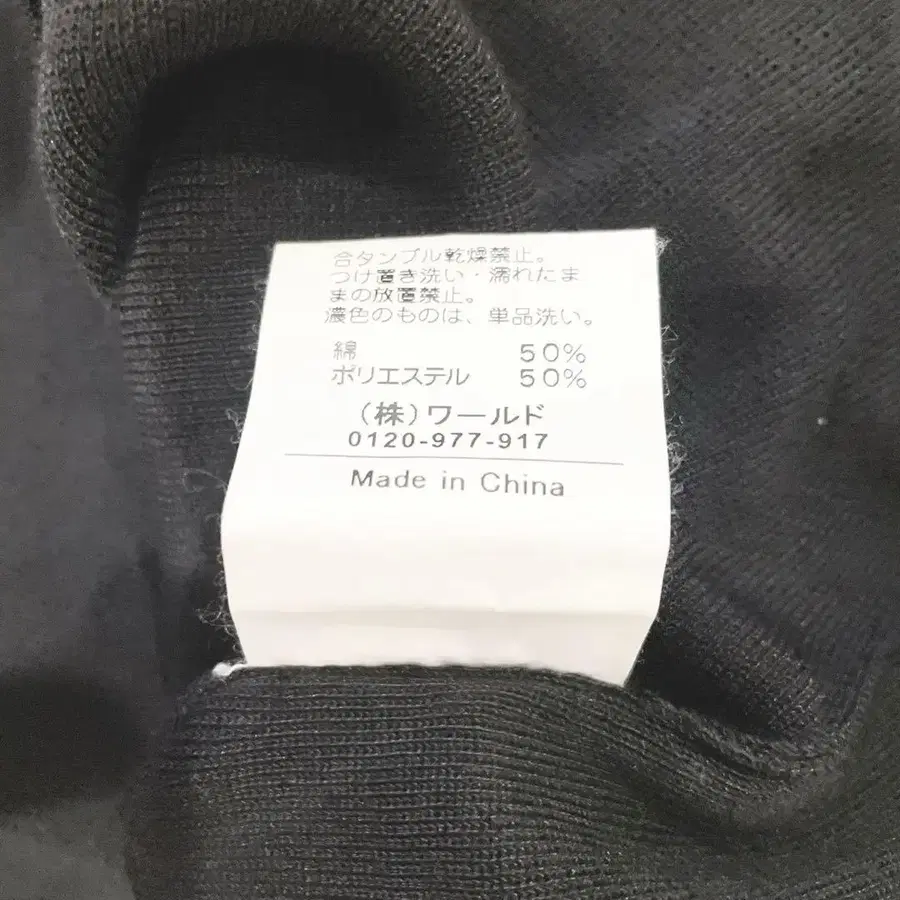 合タンブル乾燥禁止。
つけ置き洗い・濡れたま
まの放置禁止。
濃色のものは、単品洗い。
綿 50%
ポリエステル 50%
(株)ワールド
0120-977-917
Made in China